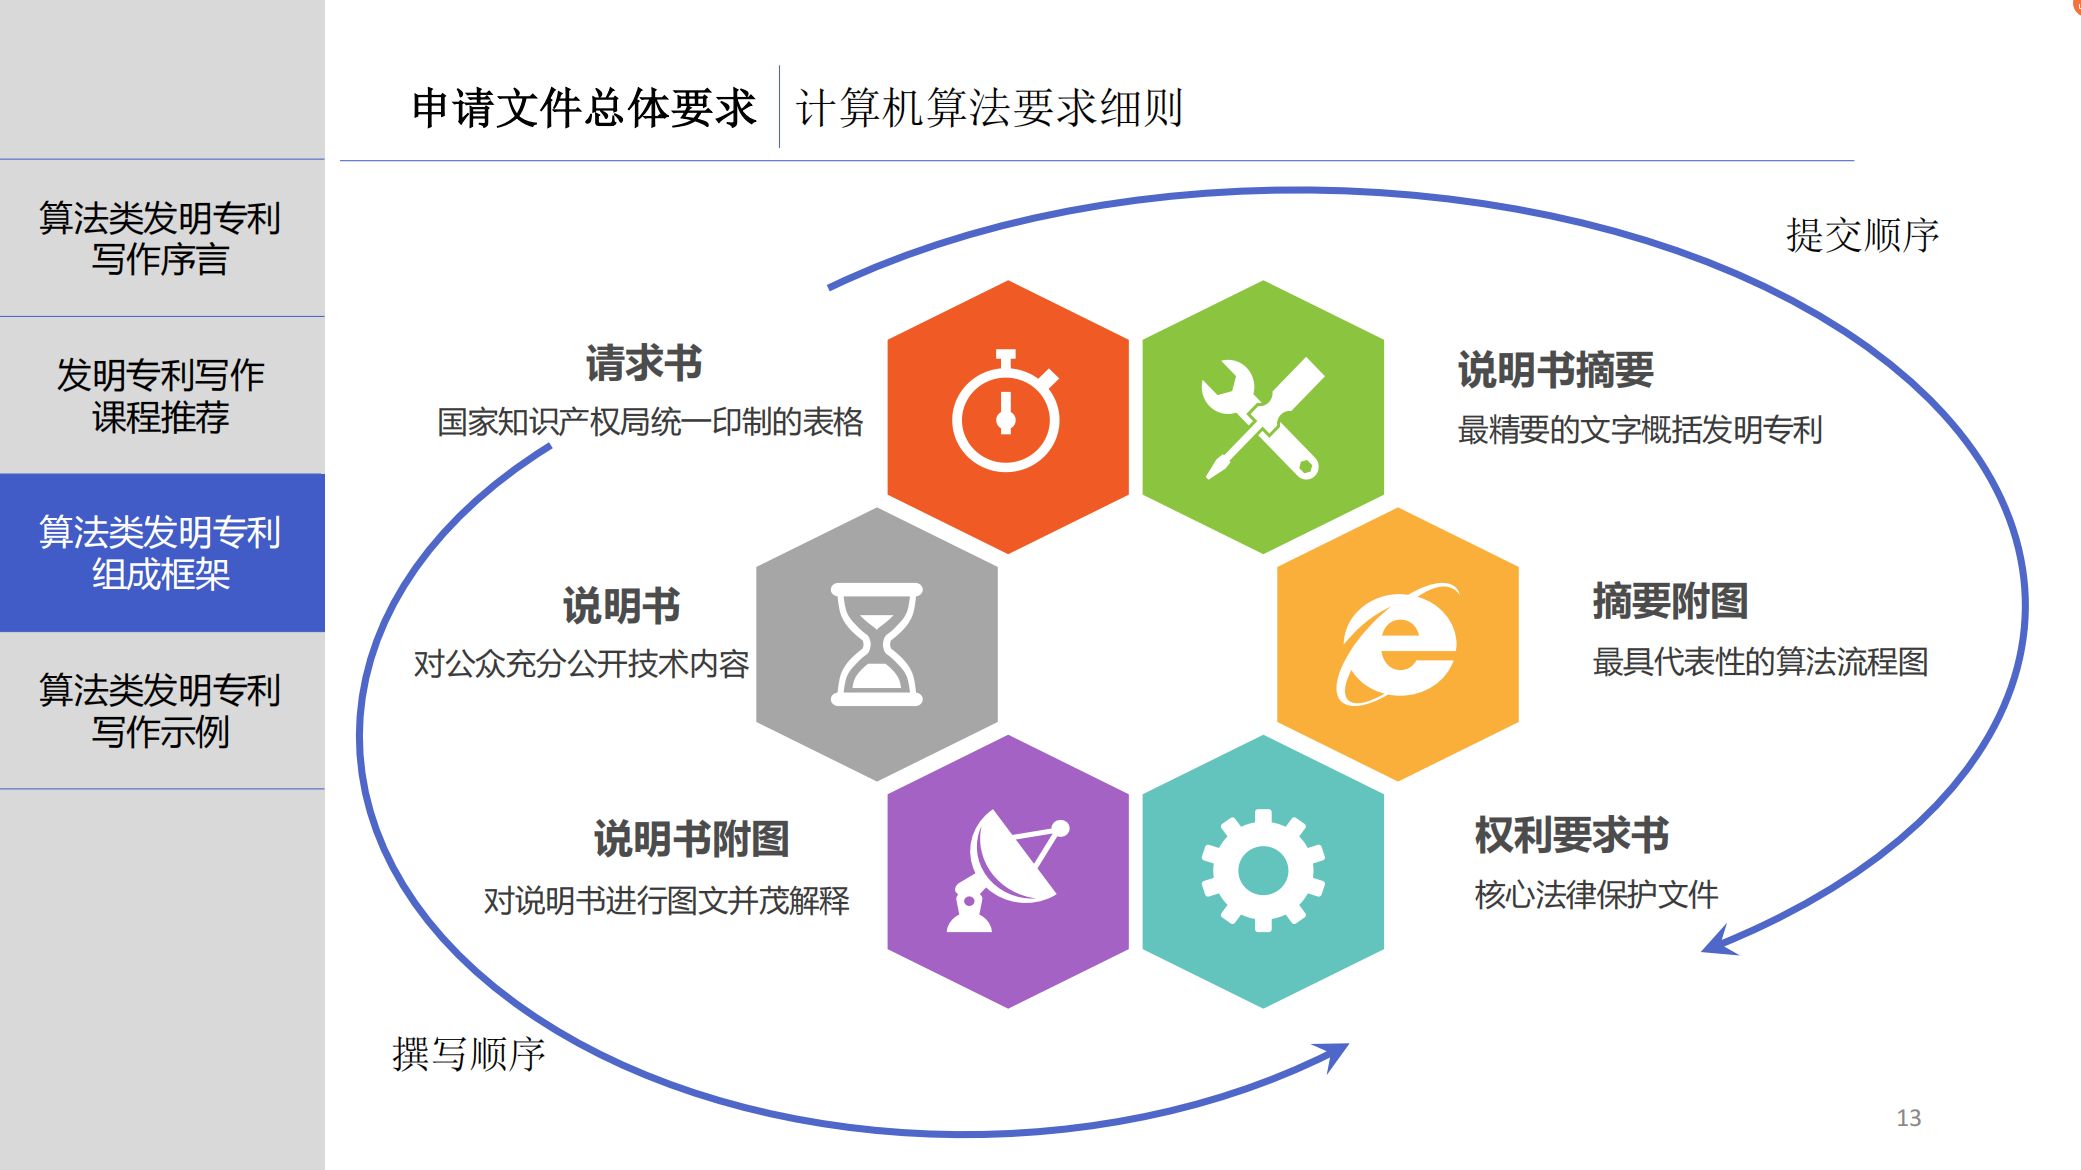 申请文件总体要求 计算机算法要求细则
算法类发明专利
写作序言
发明专利写作
课程推荐
算法类发明专利
组成框架
算法类发明专利
写作示例
提交顺序
请求书
国家知识产权局统一印制的表格
说明书摘要
最精要的文字概括发明专利
说明书
对公众充分公开技术内容
摘要附图
最具代表性的算法流程图
说明书附图
对说明书进行图文并茂解释
权利要求书
核心法律保护文件
撰写顺序
13